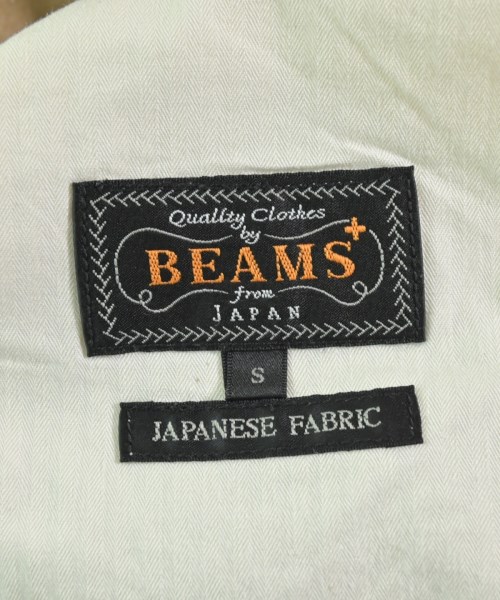 Quality Clothes
by
BEAMS+
from
JAPAN
S
JAPANESE FABRIC